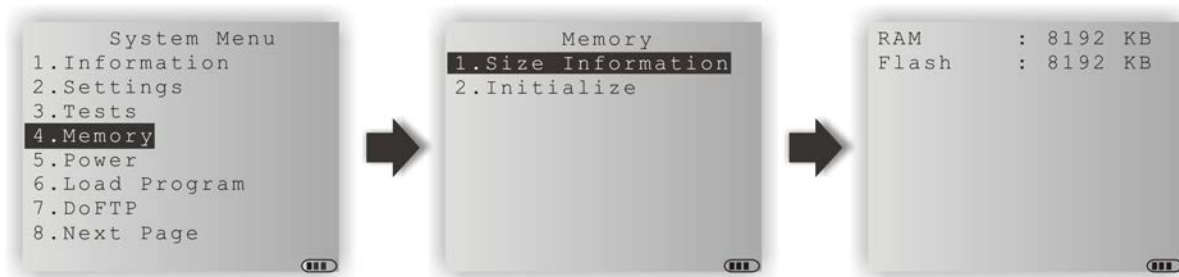 System Menu
1.Information
2.Settings
3.Tests
4.Memory
5.Power
6.Load Program
7.DoFTP
8.Next Page
Memory
1.Size Information
2.Initialize
RAM : 8192 KB
Flash : 8192 KB